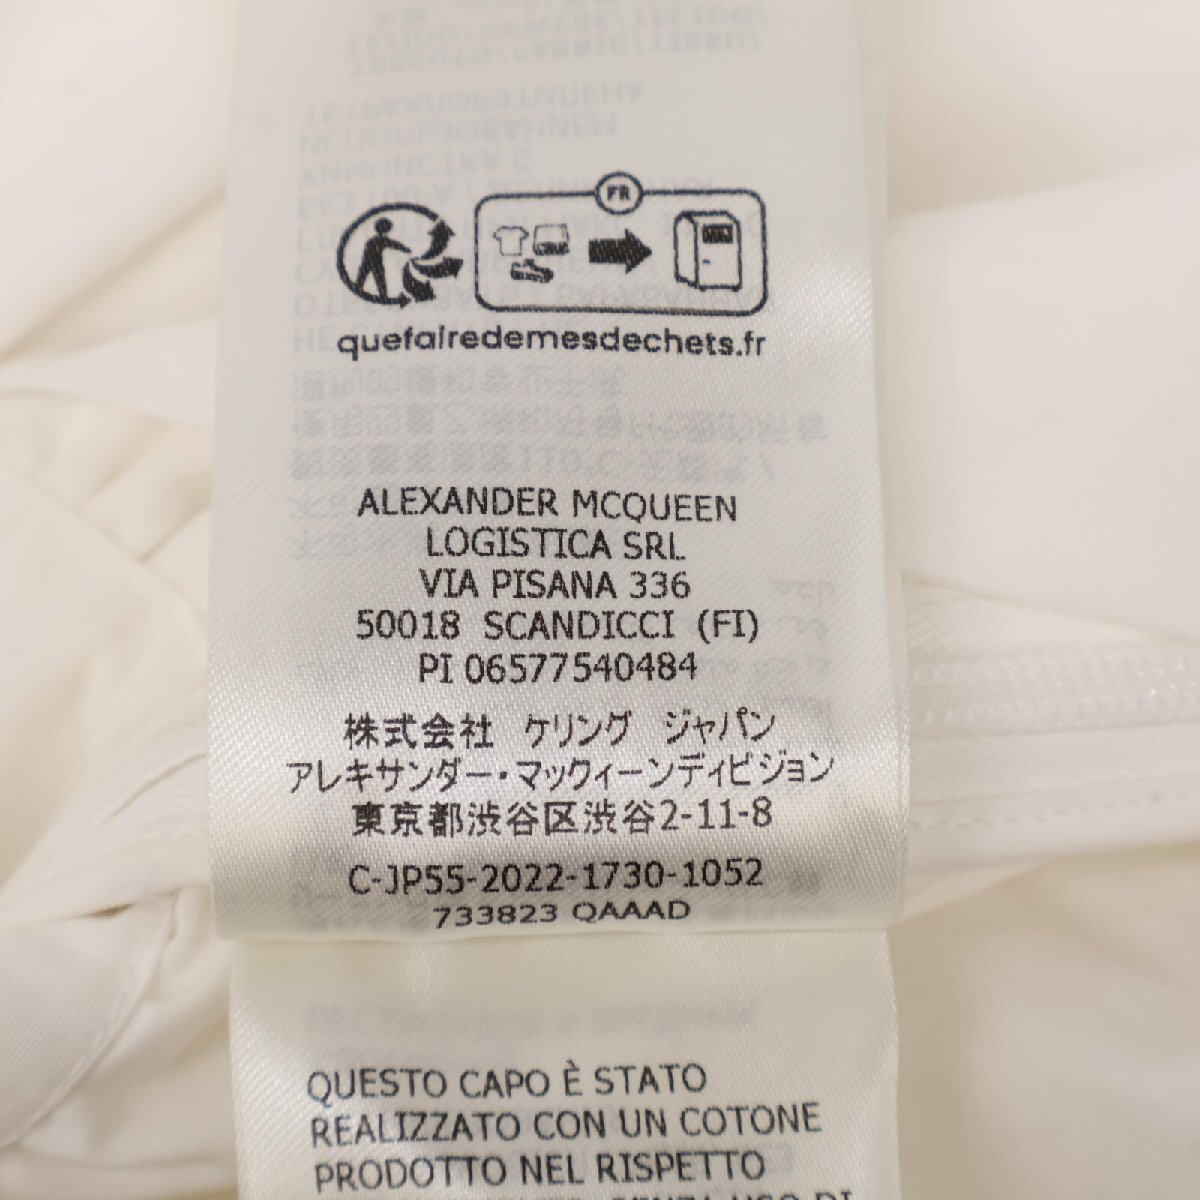 FR
quefairedemesdechets.fr
ALEXANDER MCQUEEN
LOGISTICA SRL
VIA PISANA 336
50018 SCANDICCI (FI)
PI 06577540484
株式会社 ケリング ジャパン
アレキサンダー・マックィーンディビジョン
東京都渋谷区渋谷2-11-8
C-JP55-2022-1730-1052
733823 QAAAD
QUESTO CAPO È STATO
REALIZZATO CON UN COTONE
PRODOTTO NEL RISPETTO